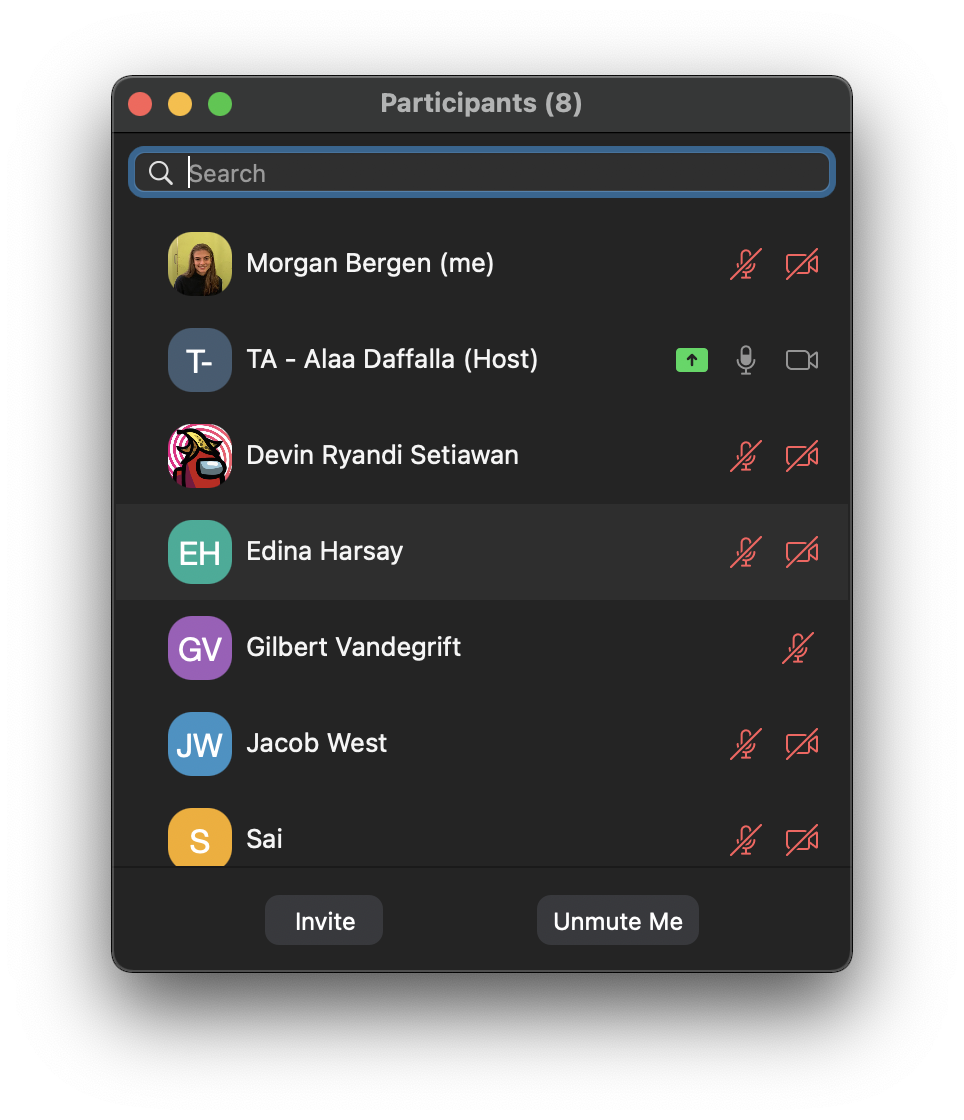 Participants (8)
Search
Morgan Bergen (me)
T-
TA - Alaa Daffalla (Host)
Devin Ryandi Setiawan
EH
Edina Harsay
GV
Gilbert Vandegrift
JW
Jacob West
S
Sai
Invite
Unmute Me